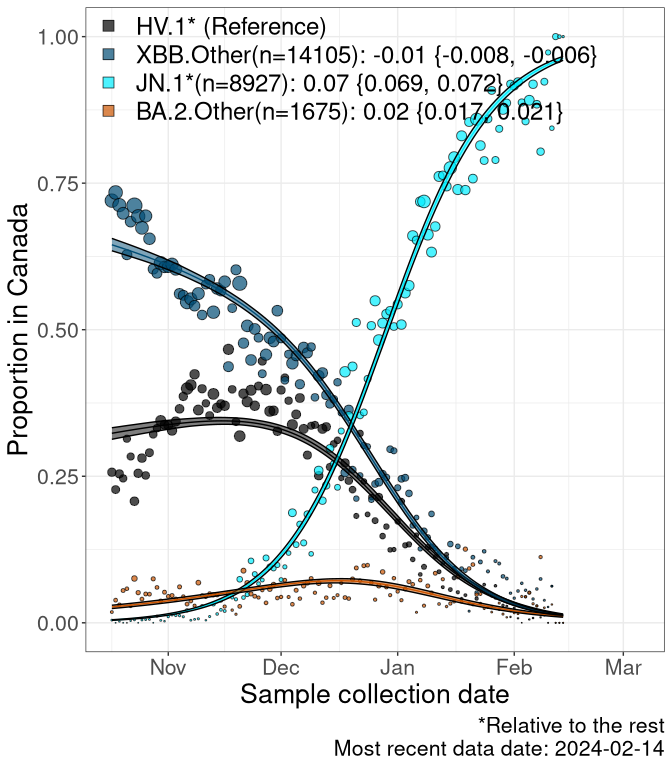 HV.1* (Reference)
XBB.Other(n=14105): -0.01 {-0.008, -0.006}
JN.1*(n=8927): 0.07 {0.069, 0.072}
BA.2.Other(n=1675): 0.02 {0.017, 0.021}
1.00
0.75
0.50
0.25
0.00
Proportion in Canada
Nov Dec Jan Feb Mar
Sample collection date
*Relative to the rest
Most recent data date: 2024-02-14